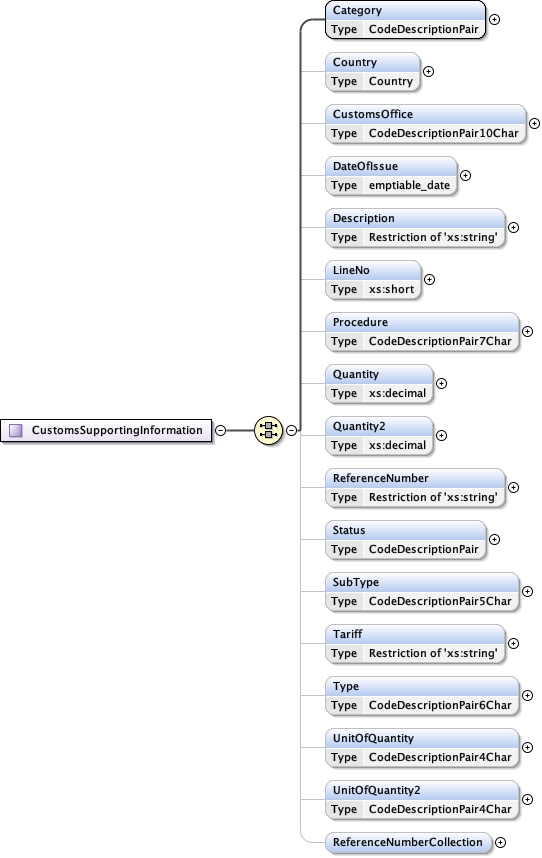 Category
Type CodeDescriptionPair
Country
Type Country
CustomsOffice
Type CodeDescriptionPair10Char
DateOfIssue
Type emptiable_date
Description
Type Restriction of 'xs:string'
LineNo
Type xs:short
Procedure
Type CodeDescriptionPair7Char
Quantity
Type xs:decimal
CustomsSupportingInformation
Quantity2
Type xs:decimal
ReferenceNumber
Type Restriction of 'xs:string'
Status
Type CodeDescriptionPair
SubType
Type CodeDescriptionPair5Char
Tariff
Type Restriction of 'xs:string'
Type
Type CodeDescriptionPair6Char
UnitOfQuantity
Type CodeDescriptionPair4Char
UnitOfQuantity2
Type CodeDescriptionPair4Char
ReferenceNumberCollection